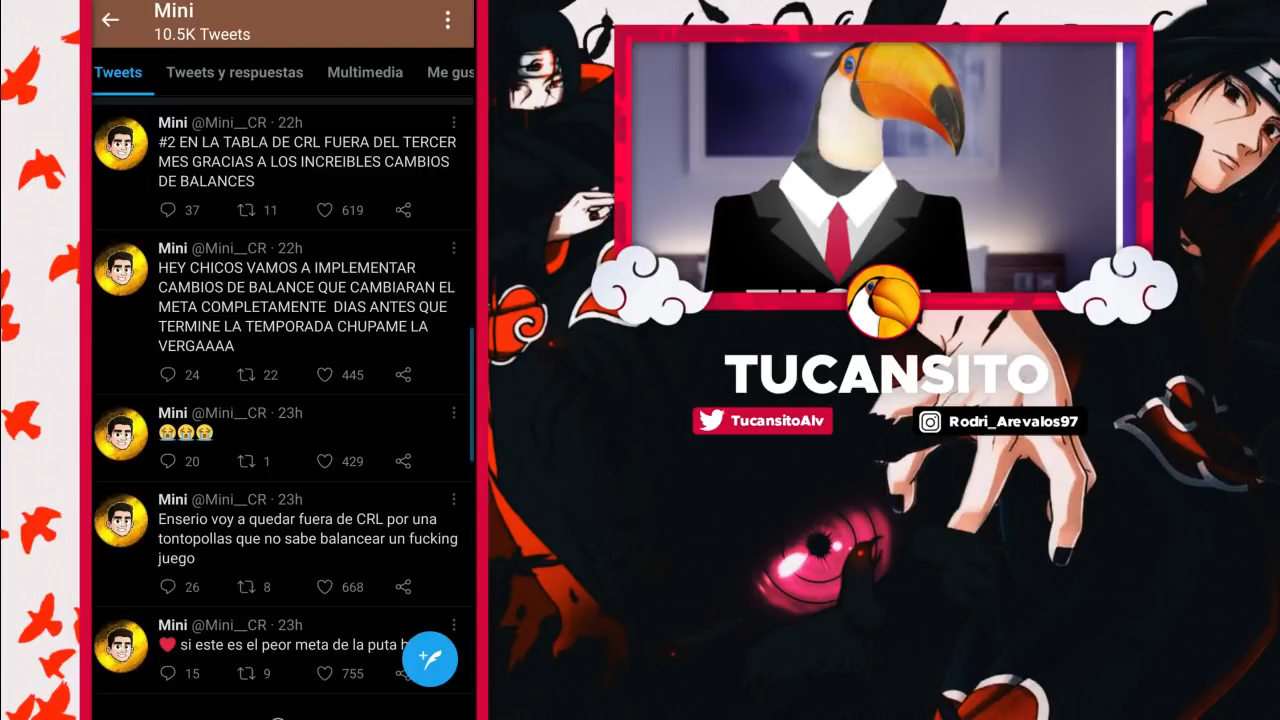 Mini
10.5K Tweets
Tweets
Tweets y respuestas
Multimedia
Me gus
Mini @Mini__CR · 22h
#2 EN LA TABLA DE CRL FUERA DEL TERCER
MES GRACIAS A LOS INCREIBLES CAMBIOS
DE BALANCES
37 11 619
Mini @Mini__CR · 22h
HEY CHICOS VAMOS A IMPLEMENTAR
CAMBIOS DE BALANCE QUE CAMBIARAN EL
META COMPLETAMENTE DIAS ANTES QUE
TERMINE LA TEMPORADA CHUPAME LA
VERGAAAA
24 22 445
Mini @Mini__CR · 23h
😭😭😭
20 1 429
Mini @Mini__CR · 23h
Enserio voy a quedar fuera de CRL por una
tontopollas que no sabe balancear un fucking
juego
26 8 668
Mini @Mini__CR · 23h
❤️ si este es el peor meta de la puta
15 9 755
TUCANSITO
TucansitoAlv
Rodri_Arevalos97